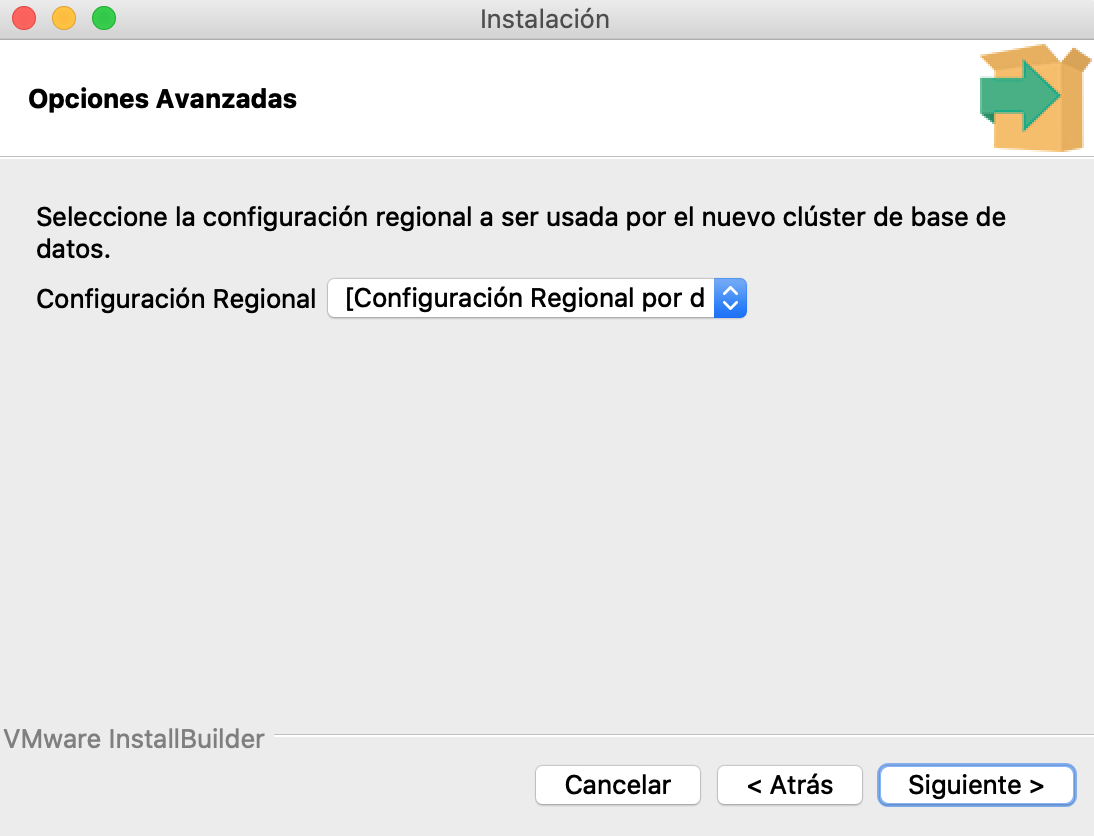 Instalación
Opciones Avanzadas
Seleccione la configuración regional a ser usada por el nuevo clúster de base de
datos.
Configuración Regional [Configuración Regional por d
VMware InstallBuilder
Cancelar < Atrás Siguiente >